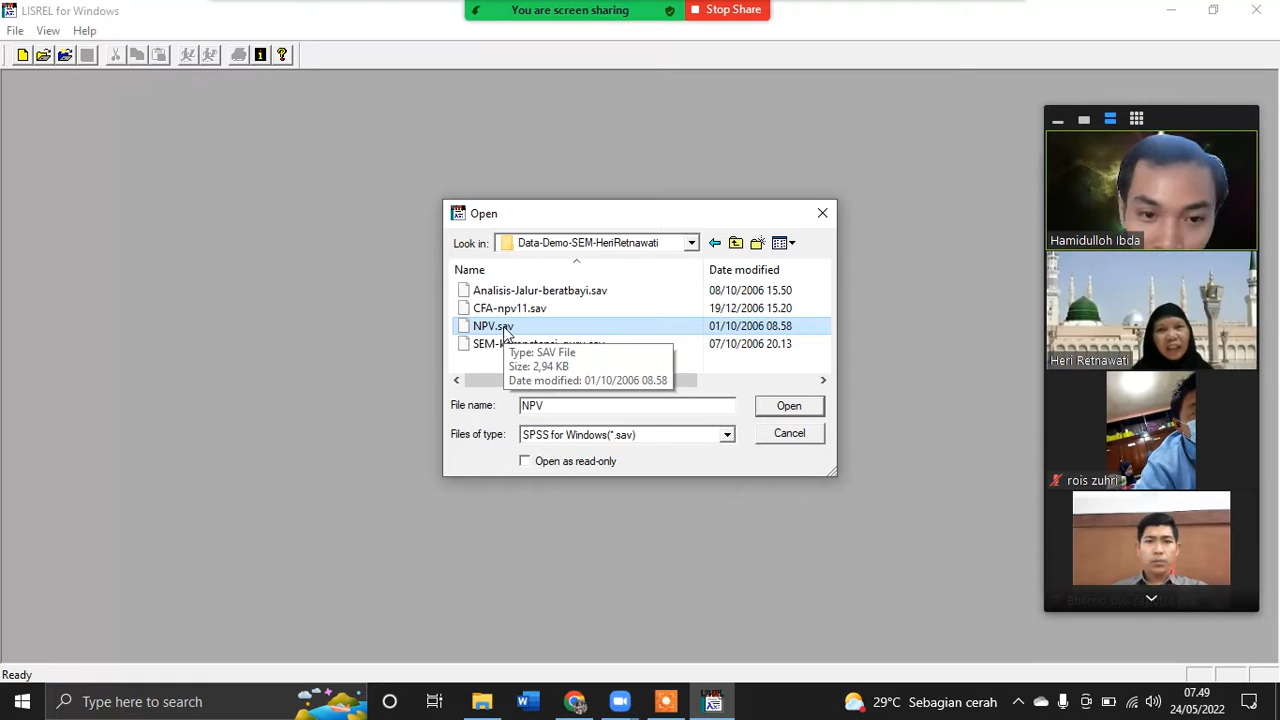 LISREL for Windows
You are screen sharing
Stop Share
File View Help
Open
Look in: Data-Demo-SEM-HeriRetnawati
Name Date modified
Analisis-Jalur-beratbayi.sav 08/10/2006 15.50
CFA-npv11.sav 19/12/2006 15.20
NPV.sav 01/10/2006 08.58
07/10/2006 20.13
Type: SAV File
Size: 2,94 KB
Date modified: 01/10/2006 08.58
File name: NPV Open
Files of type: SPSS for Windows(*.sav) Cancel
Open as read-only
Hamidulloh Ibda
Heri Retnawati
rois zuhri
Ready
Type here to search
29°C Sebagian cerah
07.49
24/05/2022